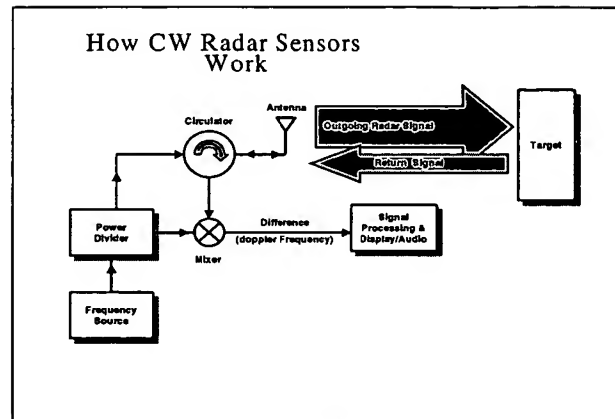 How CW Radar Sensors
Work
Circulator
Antenna
Outgoing Radar Signal
Return Signal
Target
Power
Divider
Mixer
Difference
(doppler Frequency)
Signal
Processing &
Display/Audio
Frequency
Source